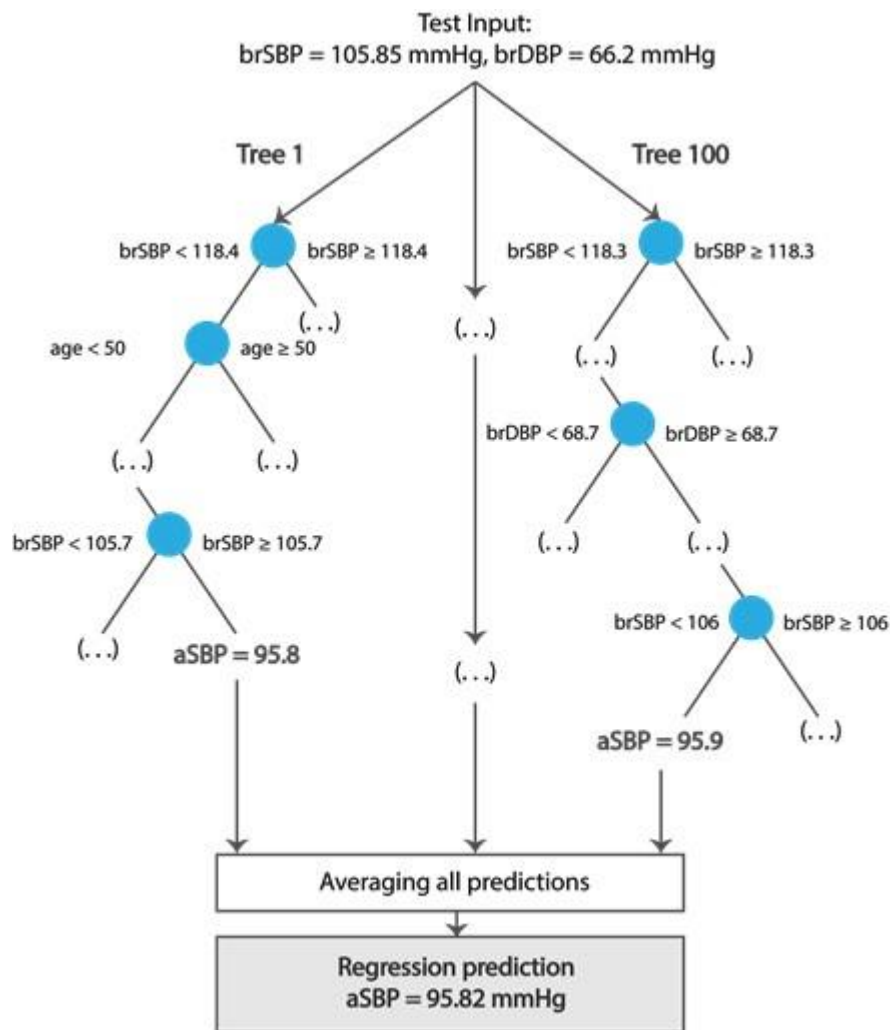 Test Input:
brSBP = 105.85 mmHg, brDBP = 66.2 mmHg
Tree 1
Tree 100
brSBP < 118.4
brSBP ≥ 118.4
brSBP < 118.3
brSBP ≥ 118.3
(...)
(...)
age < 50
age ≥ 50
(...)
(...)
brDBP < 68.7
brDBP ≥ 68.7
(...)
(...)
brSBP < 105.7
brSBP ≥ 105.7
(...)
(...)
brSBP < 106
brSBP ≥ 106
(...)
aSBP = 95.8
(...)
aSBP = 95.9
(...)
Averaging all predictions
Regression prediction
aSBP = 95.82 mmHg